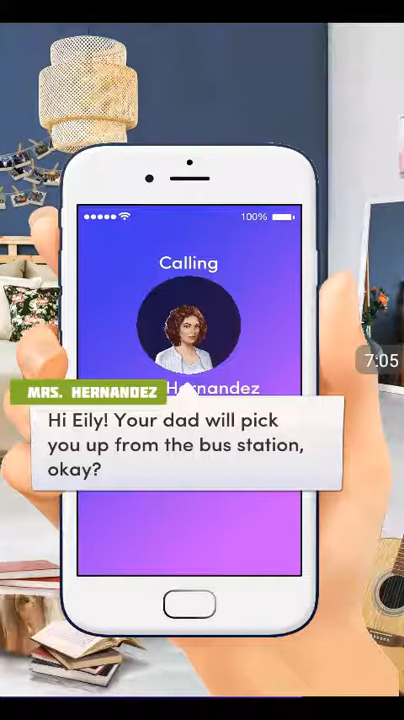 100%
Calling
Hernandez
7:05
MRS. HERNANDEZ
Hi Eily! Your dad will pick
you up from the bus station,
okay?